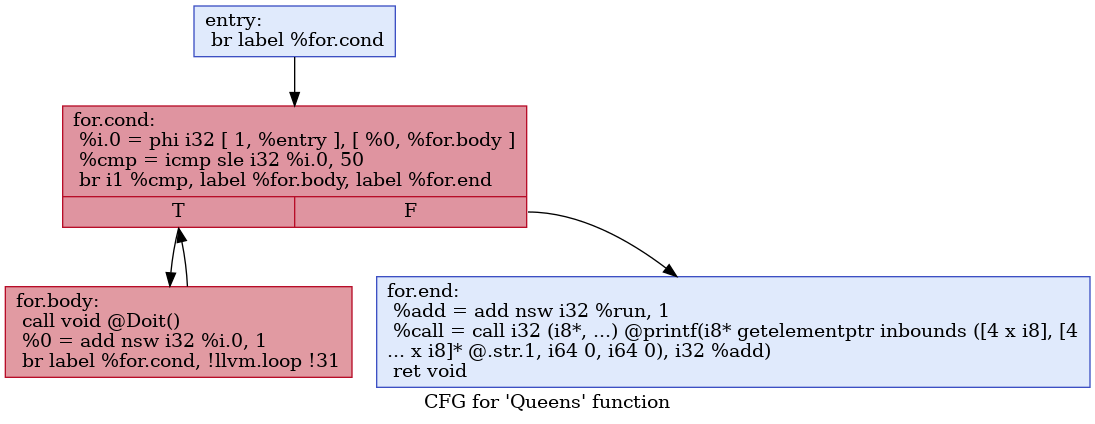 entry:
br label %for.cond
for.cond:
%i.0 = phi i32 [ 1, %entry ], [ %0, %for.body ]
%cmp = icmp sle i32 %i.0, 50
br i1 %cmp, label %for.body, label %for.end
T
F
for.body:
call void @Doit()
%0 = add nsw i32 %i.0, 1
br label %for.cond, !llvm.loop !31
for.end:
%add = add nsw i32 %run, 1
%call = call i32 (i8*, ...) @printf(i8* getelementptr inbounds ([4 x i8], [4
... x i8]* @.str.1, i64 0, i64 0), i32 %add)
ret void
CFG for 'Queens' function